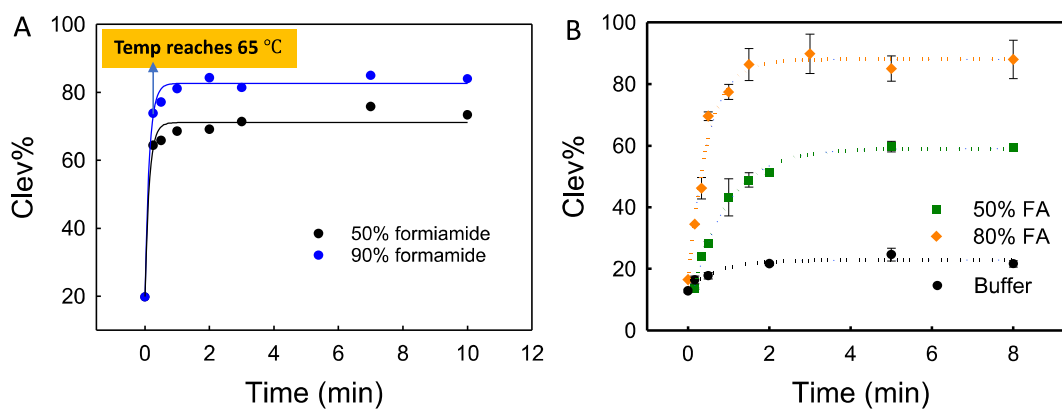 A
Temp reaches 65 ℃
Clev%
100
80
60
40
20
50% formiamide
90% formamide
0
2
4
6
8
10
12
Time (min)
B
Clev%
100
80
60
40
20
0
50% FA
80% FA
Buffer
0
2
4
6
8
Time (min)